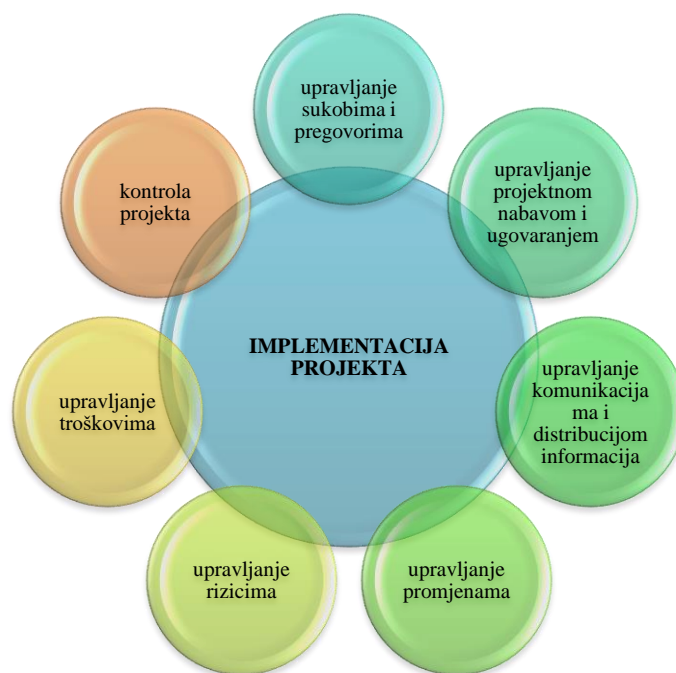 upravljanje
sukobima i
pregovorima
upravljanje
projektnom
nabavom i
ugovaranjem
upravljanje
komunikacija
ma i
distribucijom
informacija
upravljanje
promjenama
upravljanje
rizicima
upravljanje
troškovima
kontrola
projekta
IMPLEMENTACIJA
PROJEKTA